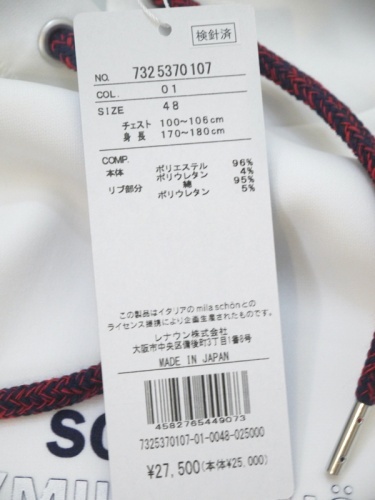 検針済
NO. 7325370107
COL. 01
SIZE 48
チェスト 100〜106cm
身長 170〜180cm
COMP.
本体 ポリエステル 96%
ポリウレタン 4%
リブ部分 綿 95%
ポリウレタン 5%
この製品はイタリアのmila schönとの
ライセンス提携により企画生産されたものです。
レナウン株式会社
大阪市中央区備後町3丁目1番6号
MADE IN JAPAN
4582765449073
7325370107-01-0048-025000
¥27,500(本体¥25,000)